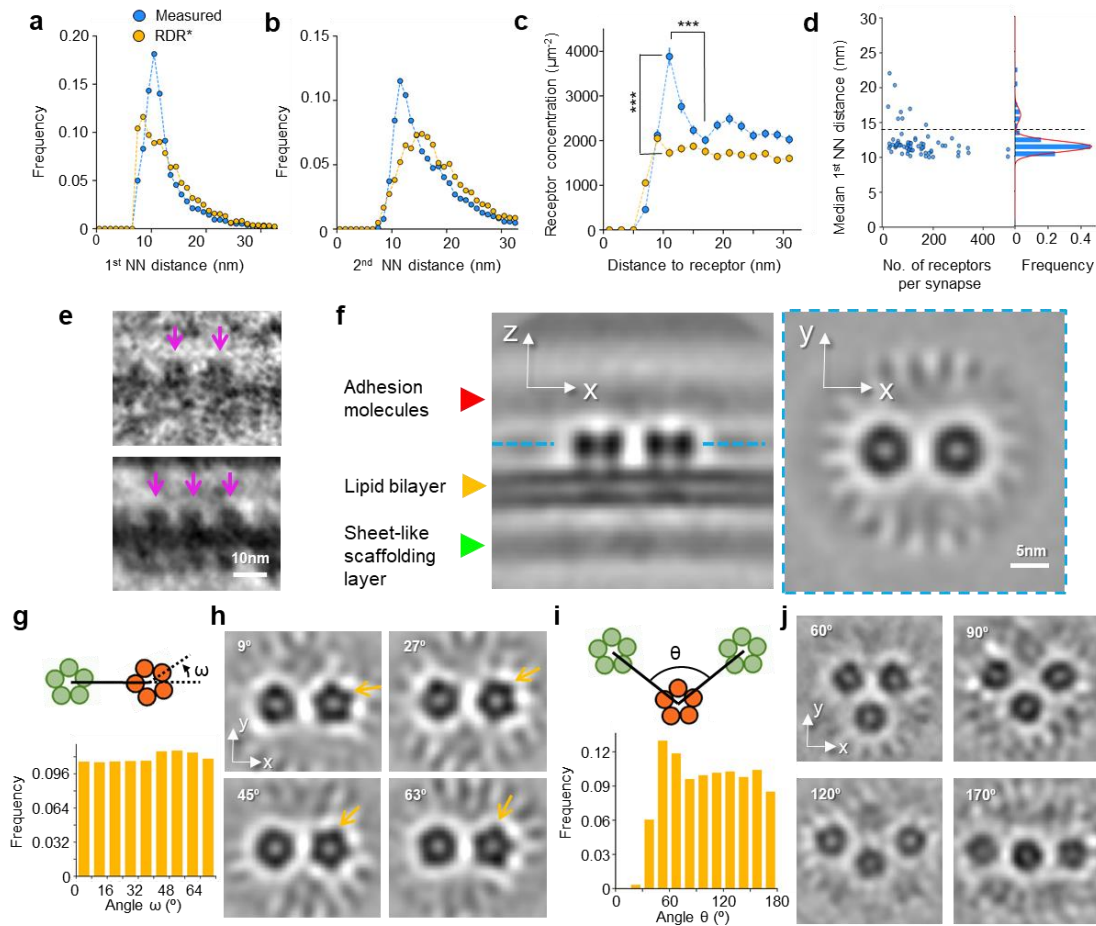 a
Measured
RDR*
0.20
0.15
0.10
0.05
0
Frequency
0
10
20
30
1st NN distance (nm)
b
0.15
0.10
0.05
0
Frequency
0
10
20
30
2nd NN distance (nm)
c
***
***
4000
3000
2000
1000
0
Receptor concentration (μm-2)
0
10
20
30
Distance to receptor (nm)
d
30
25
20
15
10
5
0
Median 1st NN distance (nm)
0
200
400
No. of receptors
per synapse
0
0.2
0.4
Frequency
e
10nm
f
z
x
Adhesion
molecules
Lipid bilayer
Sheet-like
scaffolding
layer
y
x
5nm
g
ω
0.096
0.064
0.032
0
Frequency
0
16
32
48
64
Angle ω (º)
h
9º
27º
y
x
45º
63º
i
θ
0.12
0.09
0.06
0.03
0
Frequency
0
60
120
180
Angle θ (º)
j
60º
90º
y
x
120º
170º